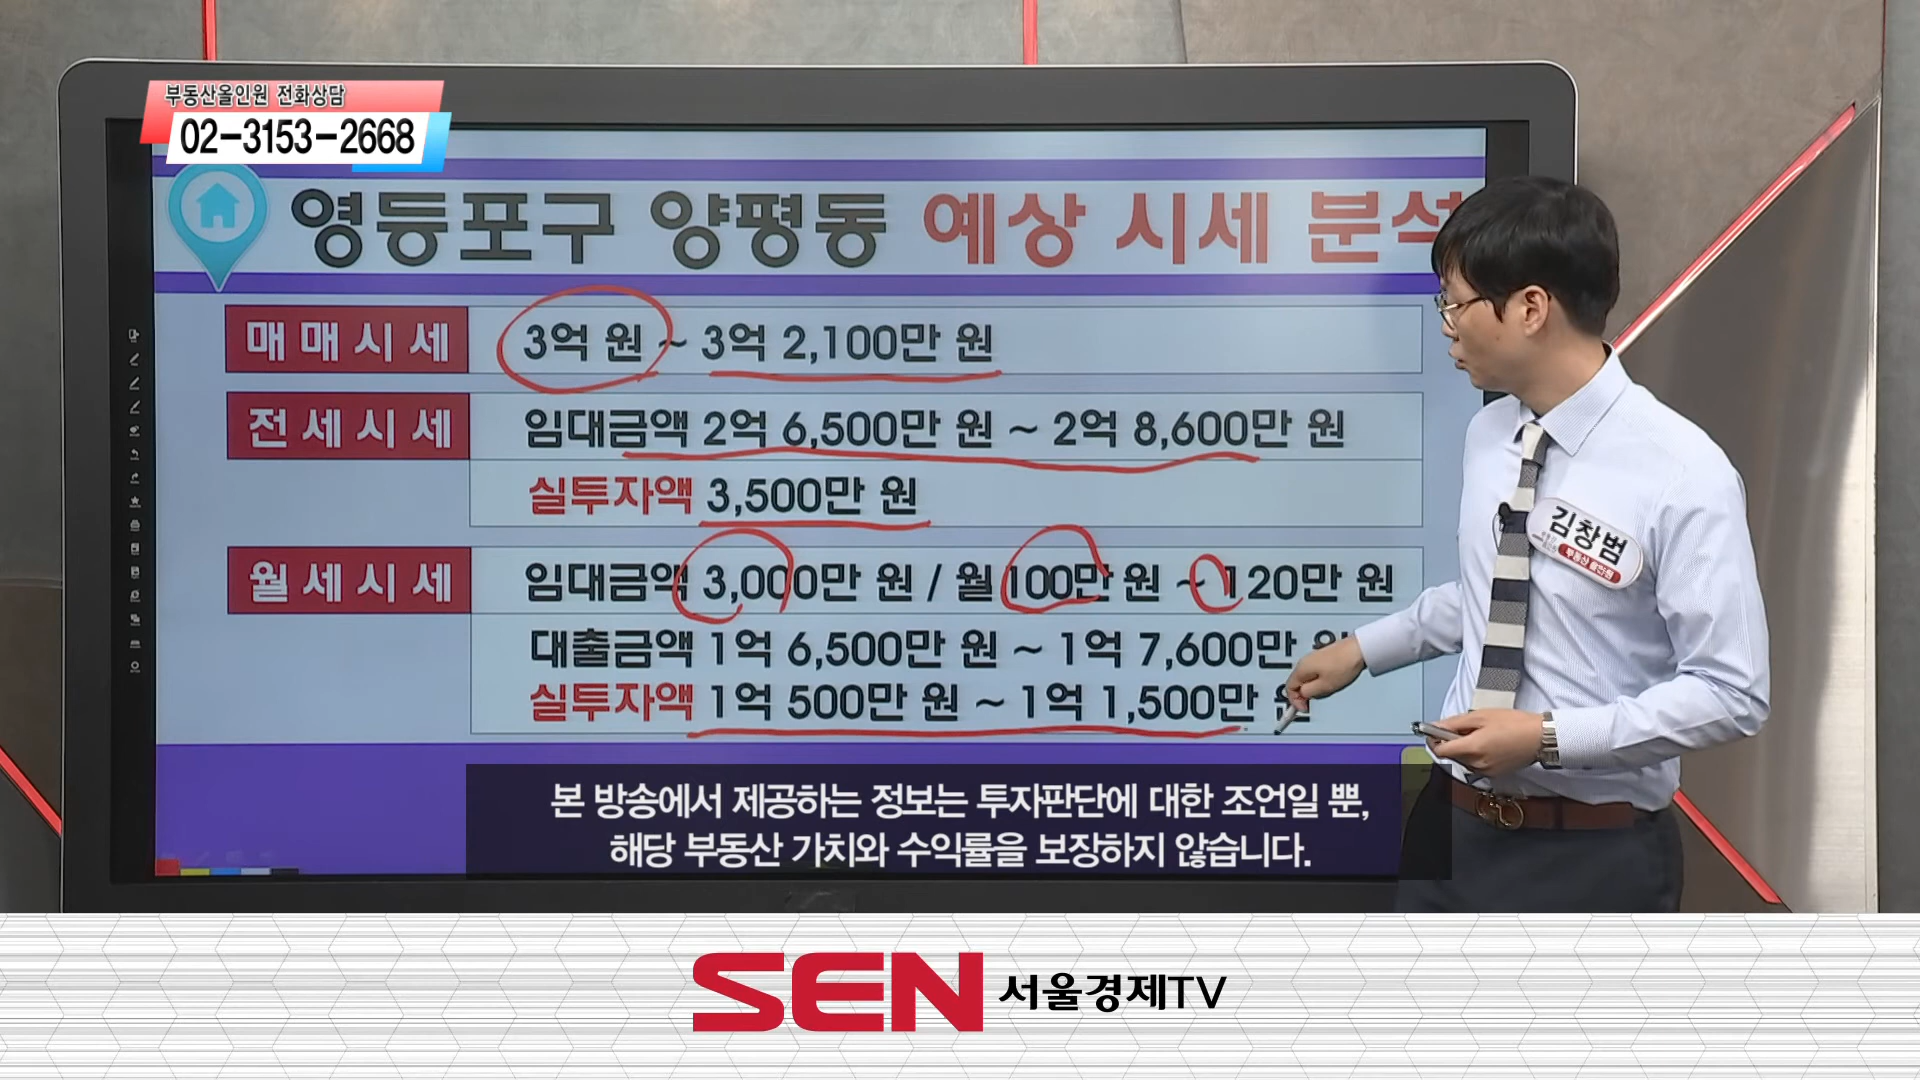 부동산올인원 전화상담
02-3153-2668
영등포구 양평동 예상 시세 분석
매매시세
3억 원 ~ 3억 2,100만 원
전세시세
임대금액 2억 6,500만 원 ~ 2억 8,600만 원
실투자액 3,500만 원
월세시세
임대금액 3,000만 원 / 월 100만 원 ~ 120만 원
대출금액 1억 6,500만 원 ~ 1억 7,600만 원
실투자액 1억 500만 원 ~ 1억 1,500만 원
김창범
부동산 올인원
본 방송에서 제공하는 정보는 투자판단에 대한 조언일 뿐,
해당 부동산 가치와 수익률을 보장하지 않습니다.
SEN 서울경제TV